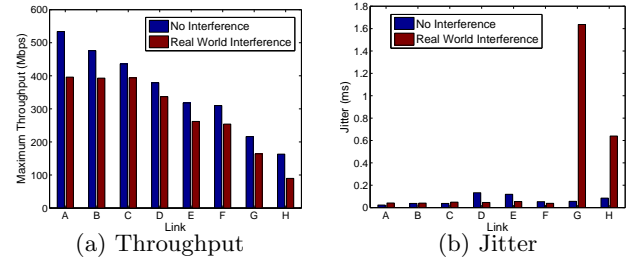 600
500
400
300
200
100
0
Maximum Throughput (Mbps)
No Interference
Real World Interference
A B C D E F G H
Link
(a) Throughput
1.8
1.6
1.4
1.2
1
0.8
0.6
0.4
0.2
0
Jitter (ms)
No Interference
Real World Interference
A B C D E F G H
Link
(b) Jitter